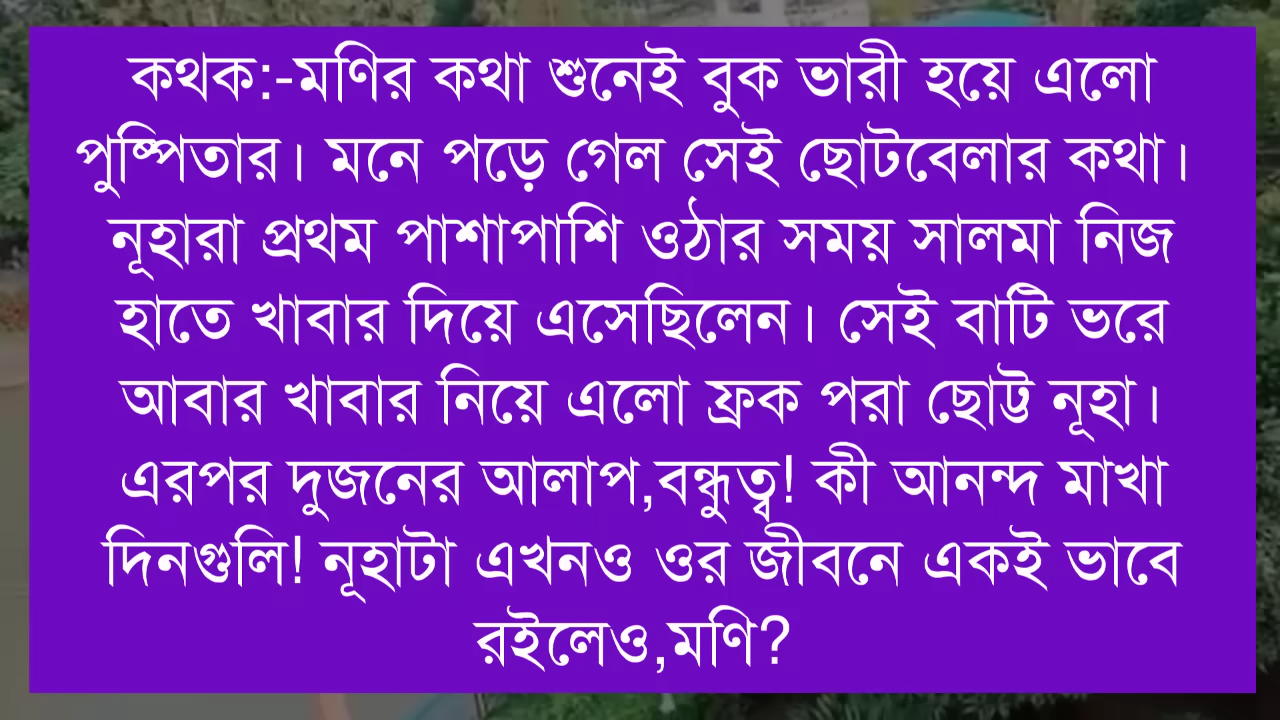 কথক:-মণির কথা শুনেই বুক ভারী হয়ে এলো
পুষ্পিতার। মনে পড়ে গেল সেই ছোটবেলার কথা।
নূহারা প্রথম পাশাপাশি ওঠার সময় সালমা নিজ
হাতে খাবার দিয়ে এসেছিলেন। সেই বাটি ভরে
আবার খাবার নিয়ে এলো ফ্রক পরা ছোট্ট নূহা।
এরপর দুজনের আলাপ,বন্ধুত্ব! কী আনন্দ মাখা
দিনগুলি! নূহাটা এখনও ওর জীবনে একই ভাবে
রইলেও,মণি?